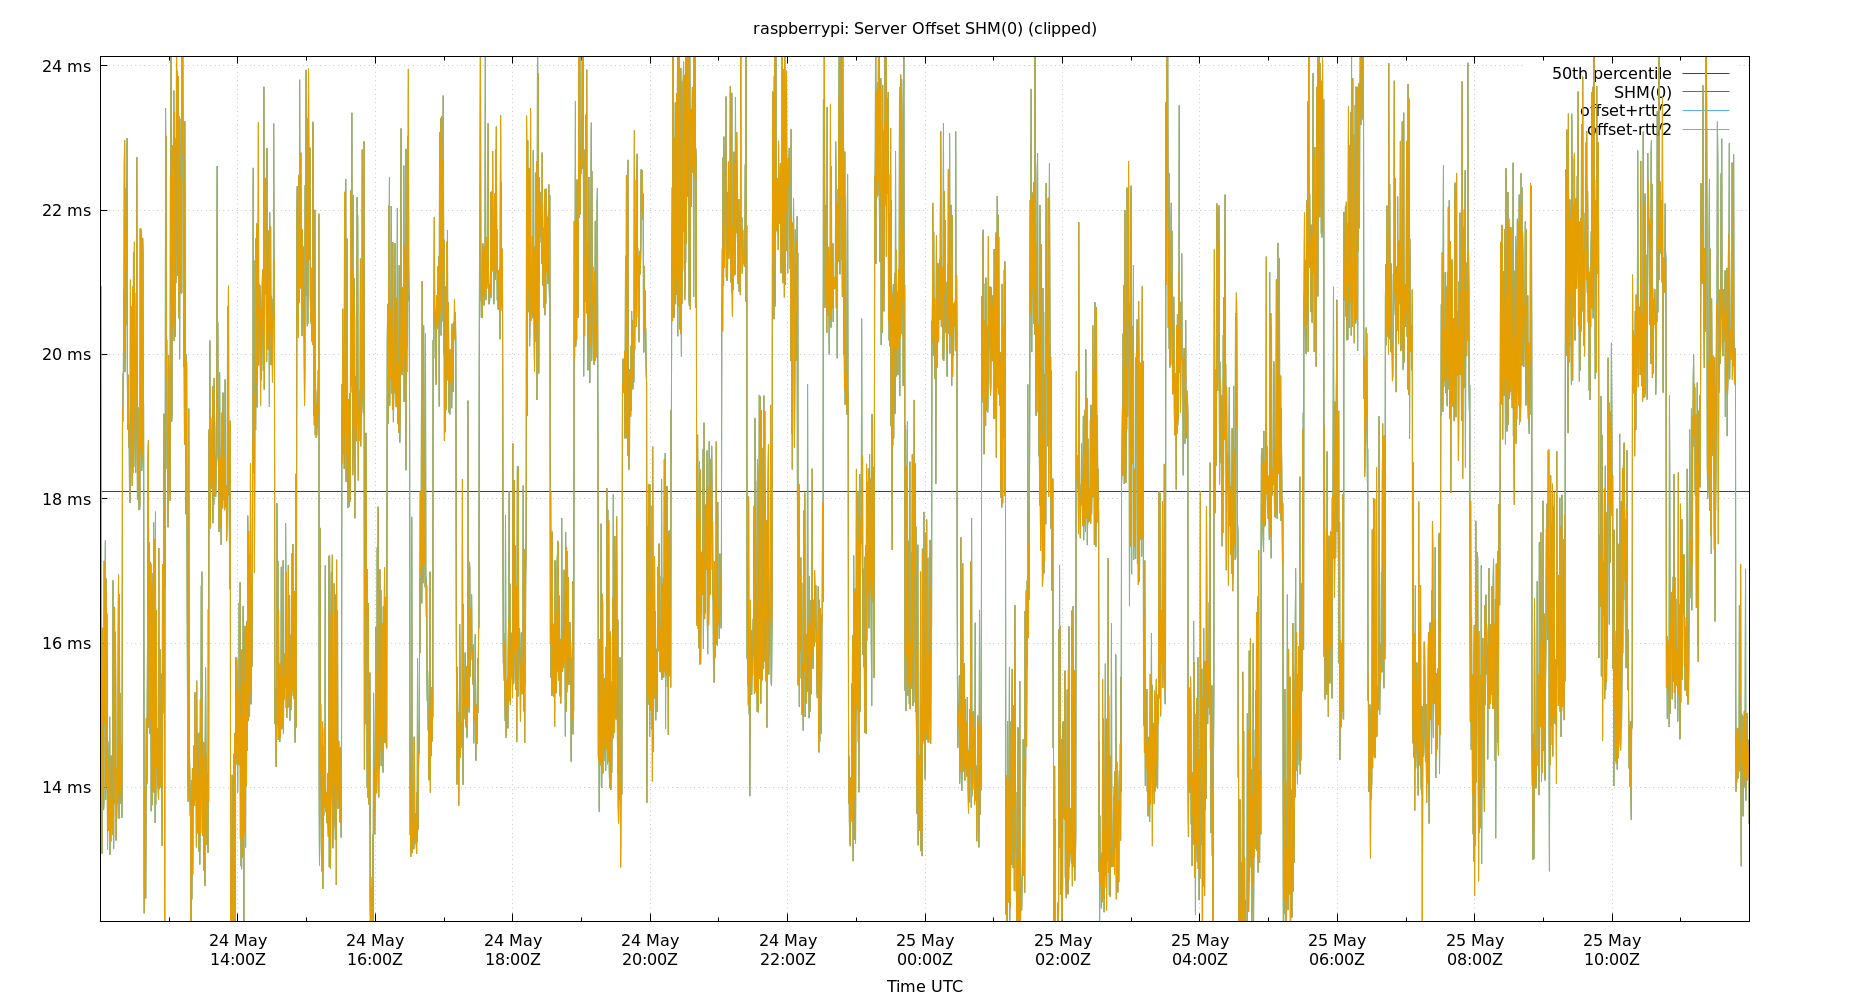 raspberrypi: Server Offset SHM(0) (clipped)
24 ms
22 ms
20 ms
18 ms
16 ms
14 ms
50th percentile
SHM(0)
offset+rtt/2
offset-rtt/2
24 May 24 May 24 May 24 May 24 May 25 May 25 May 25 May 25 May 25 May 25 May
14:00Z 16:00Z 18:00Z 20:00Z 22:00Z 00:00Z 02:00Z 04:00Z 06:00Z 08:00Z 10:00Z
Time UTC